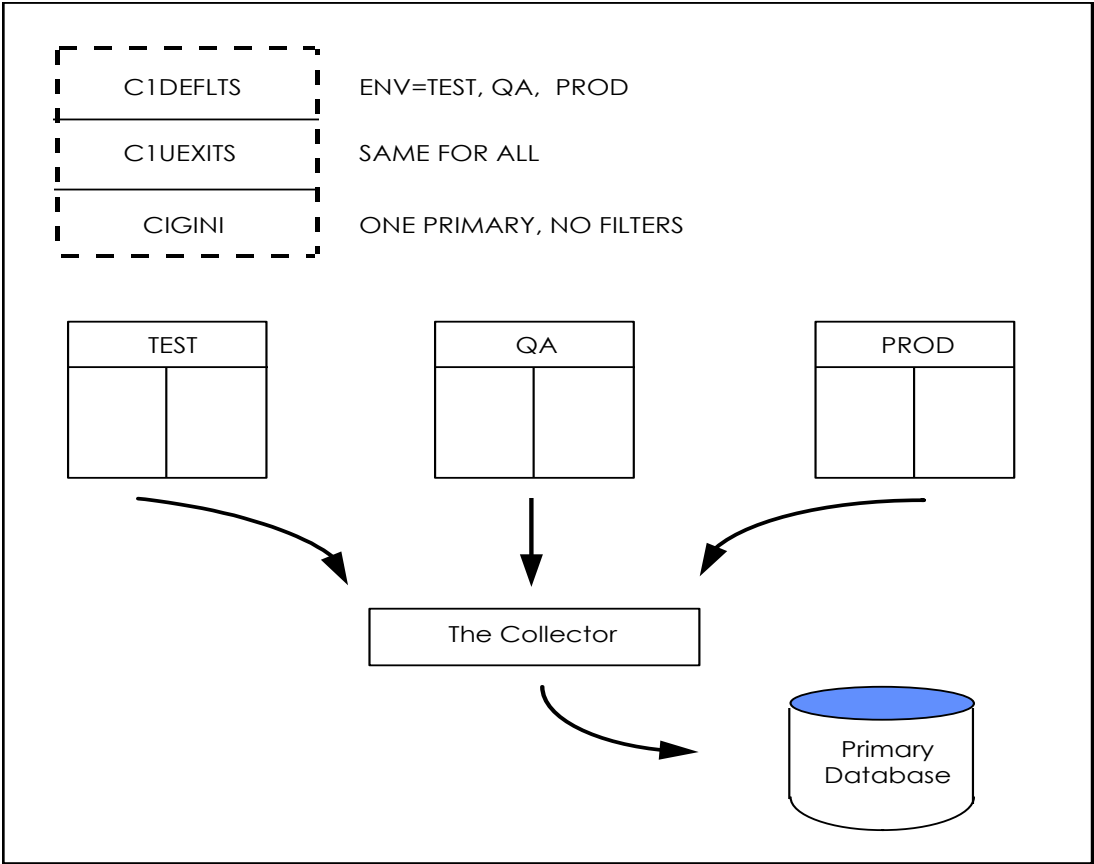 C1DEFLTS ENV=TEST, QA, PROD
C1UEXITS SAME FOR ALL
CIGINI ONE PRIMARY, NO FILTERS
TEST QA PROD
The Collector
Primary
Database